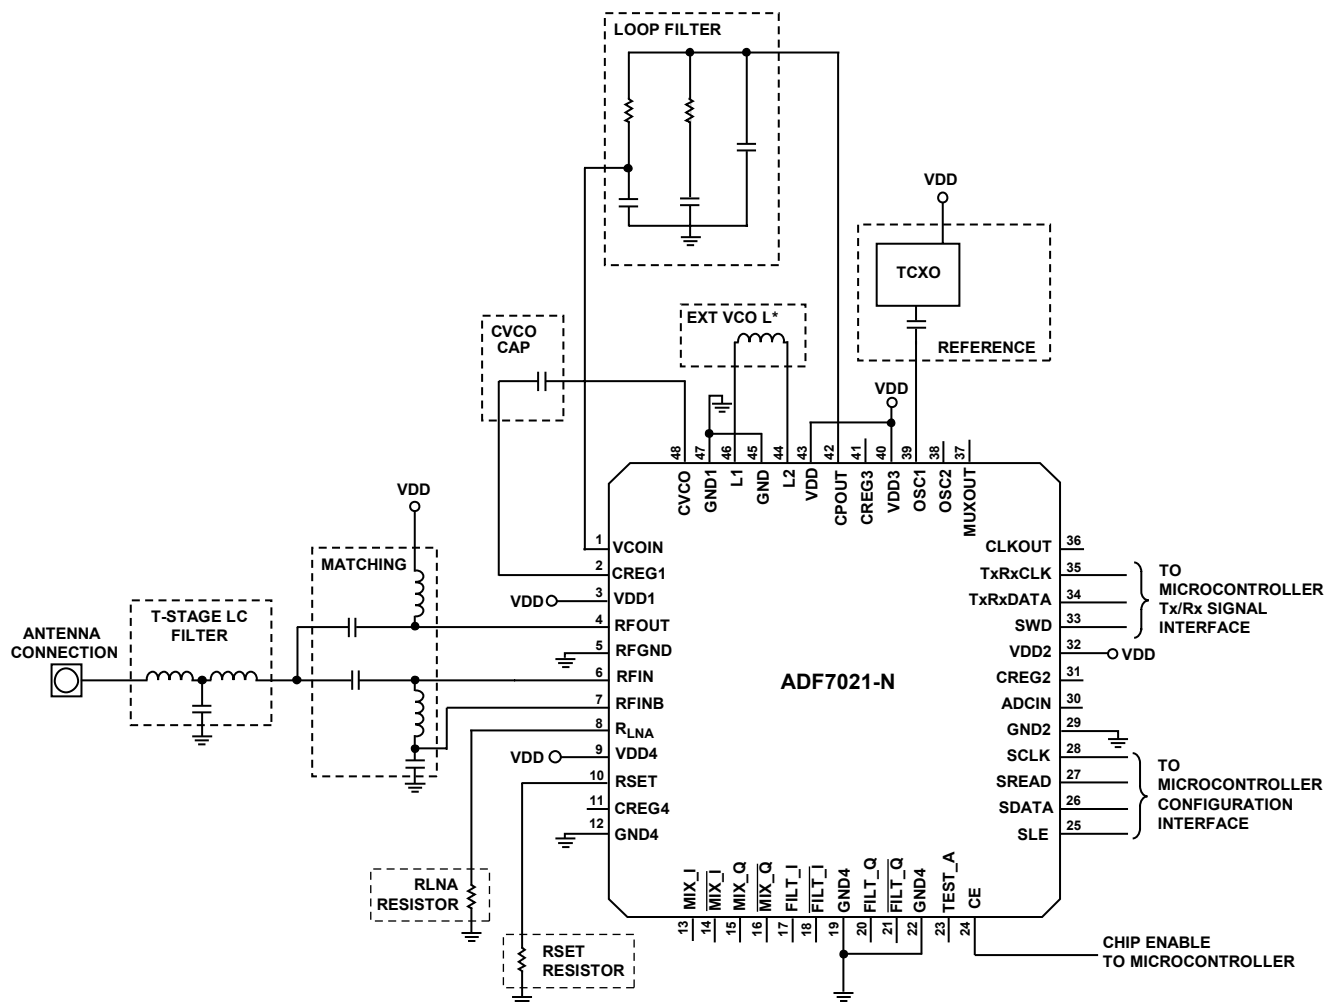 LOOP FILTER
VDD
TCXO
REFERENCE
EXT VCO L*
CVCO
CAP
VDD
48
47
46
45
44
43
42
41
40
39
38
37
CVCO
GND1
L1
GND
L2
VDD
CPOUT
CREG3
VDD3
OSC1
OSC2
MUXOUT
VDD
MATCHING
T-STAGE LC
FILTER
ANTENNA
CONNECTION
1 VCOIN
2 CREG1
VDD 3 VDD1
4 RFOUT
5 RFGND
6 RFIN
7 RFINB
8 RLNA
VDD 9 VDD4
10 RSET
11 CREG4
12 GND4
ADF7021-N
CLKOUT 36
TxRxCLK 35
TxRxDATA 34
SWD 33
VDD2 32 VDD
CREG2 31
ADCIN 30
GND2 29
SCLK 28
SREAD 27
SDATA 26
SLE 25
TO
MICROCONTROLLER
Tx/Rx SIGNAL
INTERFACE
TO
MICROCONTROLLER
CONFIGURATION
INTERFACE
RLNA
RESISTOR
RSET
RESISTOR
MIX_I
MIX_I
MIX_Q
MIX_Q
FILT_I
FILT_I
GND4
FILT_Q
FILT_Q
GND4
TEST_A
CE
13
14
15
16
17
18
19
20
21
22
23
24
CHIP ENABLE
TO MICROCONTROLLER